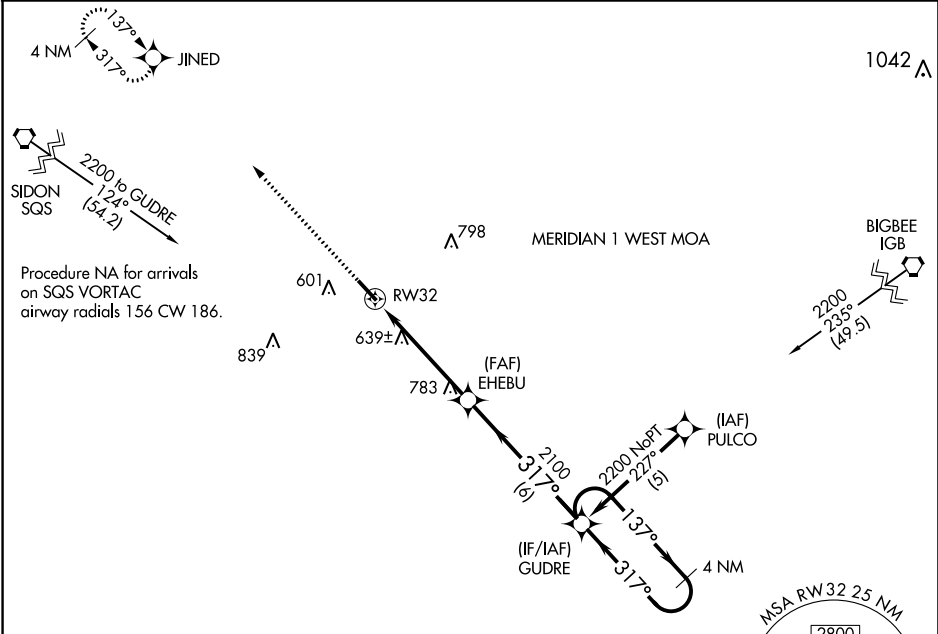 137°
4 NM
317°
JINED
1042
SIDON
SQS
2200 to GUDRE
124°
(54.2)
Procedure NA for arrivals
on SQS VORTAC
airway radials 156 CW 186.
798
MERIDIAN 1 WEST MOA
BIGBEE
IGB
2200
235°
(49.5)
601
RW32
639±
839
(FAF)
EHEBU
783
(IAF)
PULCO
2200 NoPT
227°
(5)
2100
317°
(6)
(IF/IAF)
GUDRE
137°
317°
4 NM
MSA RW32 25 NM
2800